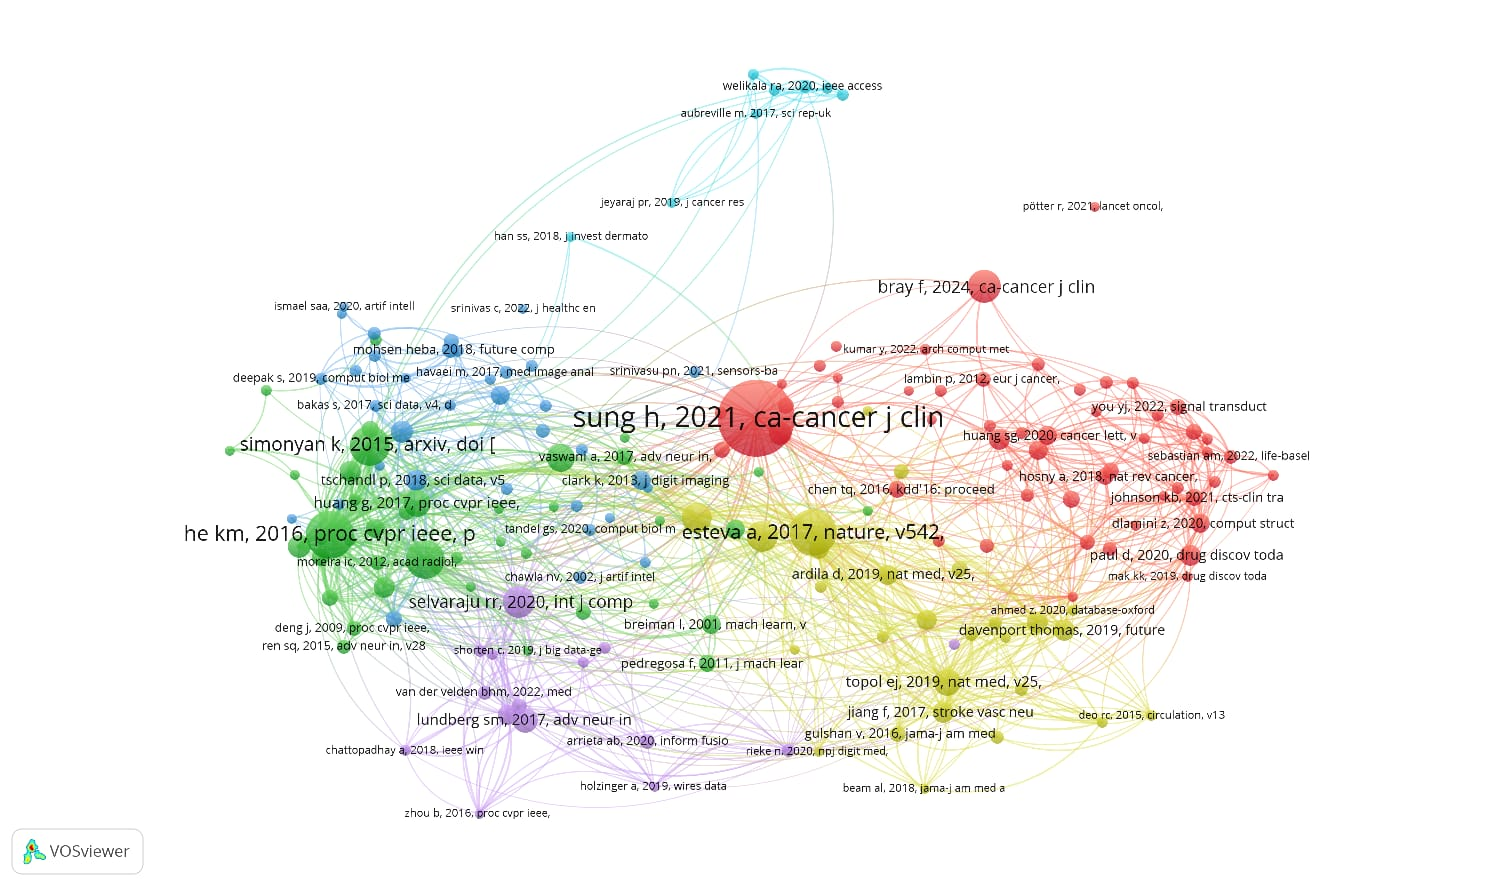 welikala ra, 2020, ieee access
aubreville m, 2017, sci rep-uk
jeyaraj pr, 2019, j cancer res
pötter r, 2021, lancet oncol,
han ss, 2018, j invest dermato
bray f, 2024, ca-cancer j clin
ismael saa, 2020, artif intell
srinivas c, 2022, j healthc en
mohsen heba, 2018, future comp
kumar y, 2022, arch comput met
deepak s, 2019, comput biol me
havaei m, 2017, med image anal
srinivasu pn, 2021, sensors-ba
lambin p, 2012, eur j cancer,
bakas s, 2017, sci data, v4, d
you yj, 2022, signal transduct
sung h, 2021, ca-cancer j clin
simonyan k, 2015, arxiv, doi [
huang sg, 2020, cancer lett, v
vaswani a, 2017, adv neur in,
sebastian am, 2022, life-basel
tschandl p, 2018, sci data, v5
clark k, 2013, j digit imaging
hosny a, 2018, nat rev cancer,
chen tq, 2016, kdd'16: proceed
johnson kb, 2021, cts-clin tra
huang g, 2017, proc cvpr ieee,
dlamini z, 2020, comput struct
he km, 2016, proc cvpr ieee, p
tandel gs, 2020, comput biol m
esteva a, 2017, nature, v542,
paul d, 2020, drug discov toda
moreira ic, 2012, acad radiol,
chawla nv, 2002, j artif intel
ardila d, 2019, nat med, v25,
mak kk, 2019, drug discov toda
selvaraju rr, 2020, int j comp
ahmed z, 2020, database-oxford
deng j, 2009, proc cvpr ieee,
breiman l, 2001, mach learn, v
davenport thomas, 2019, future
ren sq, 2015, adv neur in, v28
shorten c, 2019, j big data-ge
pedregosa f, 2011, j mach lear
van der velden bhm, 2022, med
topol ej, 2019, nat med, v25,
lundberg sm, 2017, adv neur in
jiang f, 2017, stroke vasc neu
deo rc, 2015, circulation, v13
gulshan v, 2016, jama-j am med
arrieta ab, 2020, inform fusio
chattopadhay a, 2018, ieee win
rieke n, 2020, npj digit med,
holzinger a, 2019, wires data
beam al, 2018, jama-j am med a
zhou b, 2016, proc cvpr ieee,
VOSviewer